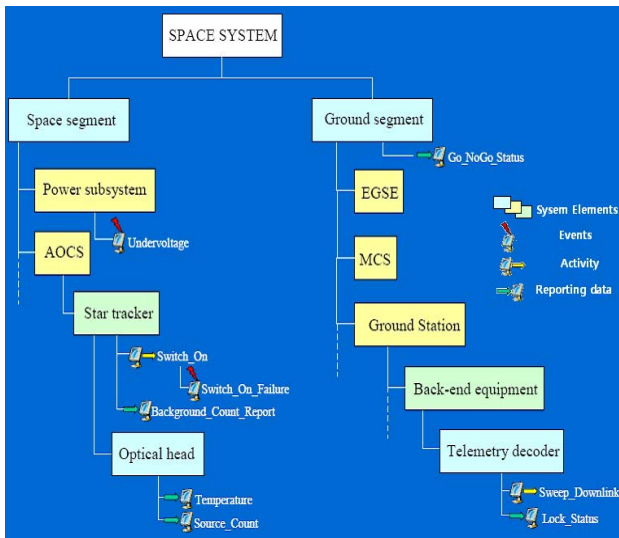 SPACE SYSTEM
Space segment
Ground segment
Go_NoGo_Status
Power subsystem
EGSE
Sysem Elements
Undervoltage
Events
AOCS
MCS
Activity
Reporting data
Star tracker
Ground Station
Switch_On
Switch_On_Failure
Back-end equipment
Background_Count_Report
Optical head
Telemetry decoder
Temperature
Sweep_Downlink
Source_Count
Lock_Status